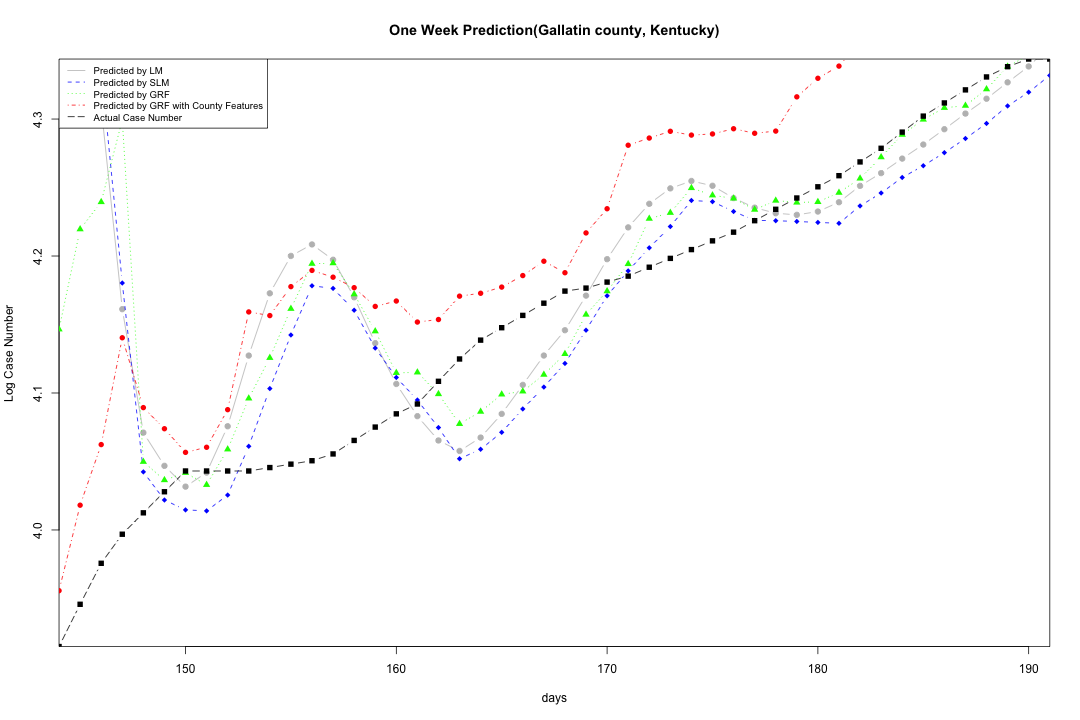 One Week Prediction(Gallatin county, Kentucky)
Predicted by LM
Predicted by SLM
Predicted by GRF
Predicted by GRF with County Features
Actual Case Number
Log Case Number
4.3
4.2
4.1
4.0
150 160 170 180 190
days